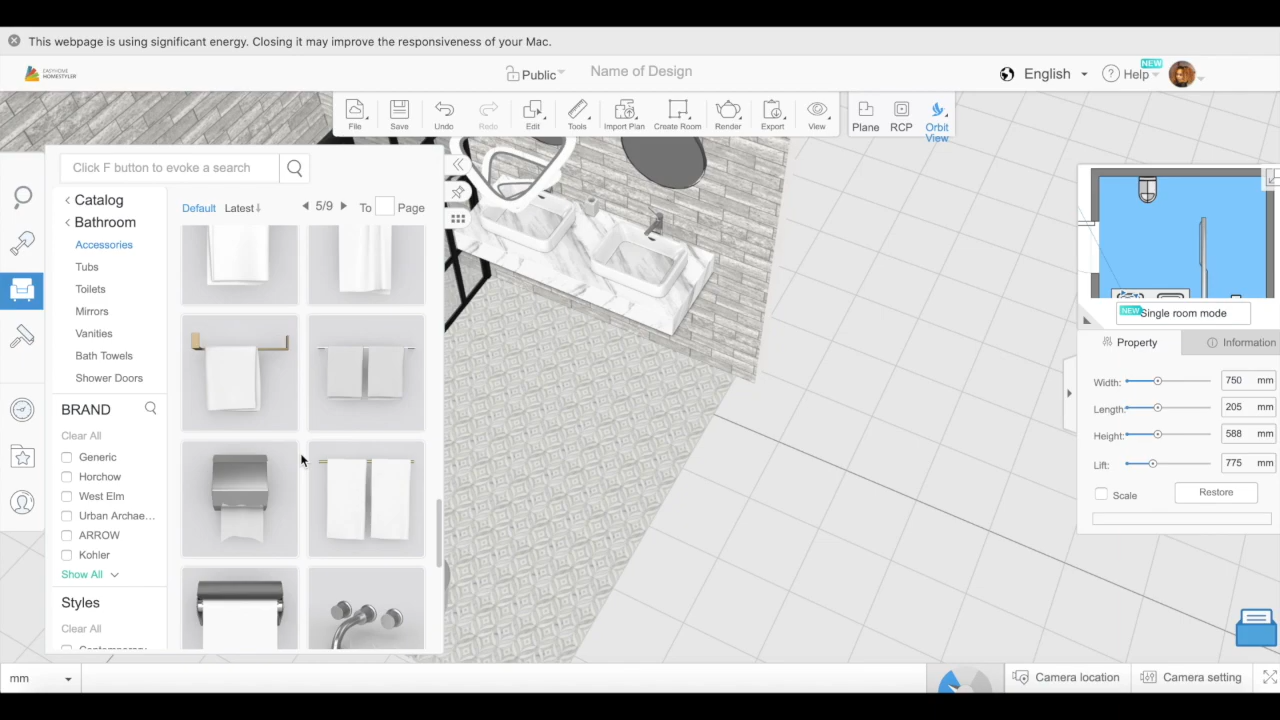 This webpage is using significant energy. Closing it may improve the responsiveness of your Mac.
EASYHOME
HOMESTYLER
Public
Name of Design
English
Help
NEW
File
Save
Undo
Redo
Edit
Tools
Import Plan
Create Room
Render
Export
View
Plane
RCP
Orbit
View
Click F button to evoke a search
Catalog
Bathroom
Accessories
Tubs
Toilets
Mirrors
Vanities
Bath Towels
Shower Doors
BRAND
Clear All
Generic
Horchow
West Elm
Urban Archae...
ARROW
Kohler
Show All
Styles
Clear All
Contemporary
Default
Latest
5/9
To
Page
NEW
Single room mode
Property
Information
Width: 750 mm
Length: 205 mm
Height: 588 mm
Lift: 775 mm
Scale
Restore
mm
Camera location
Camera setting